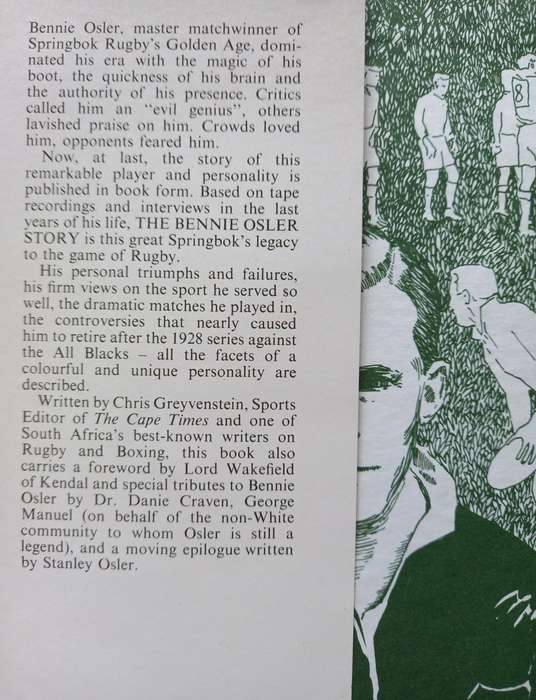 Bennie Osler, master matchwinner of
Springbok Rugby's Golden Age, domi-
nated his era with the magic of his
boot, the quickness of his brain and
the authority of his presence. Critics
called him an "evil genius", others
lavished praise on him. Crowds loved
him, opponents feared him.
Now, at last, the story of this
remarkable player and personality is
published in book form. Based on tape
recordings and interviews in the last
years of his life, THE BENNIE OSLER
STORY is this great Springbok's legacy
to the game of Rugby.
His personal triumphs and failures,
his firm views on the sport he served so
well, the dramatic matches he played in,
the controversies that nearly caused
him to retire after the 1928 series against
the All Blacks – all the facets of a
colourful and unique personality are
described.
Written by Chris Greyvenstein, Sports
Editor of The Cape Times and one of
South Africa's best-known writers on
Rugby and Boxing, this book also
carries a foreword by Lord Wakefield
of Kendal and special tributes to Bennie
Osler by Dr. Danie Craven, George
Manuel (on behalf of the non-White
community to whom Osler is still a
legend), and a moving epilogue written
by Stanley Osler.
8